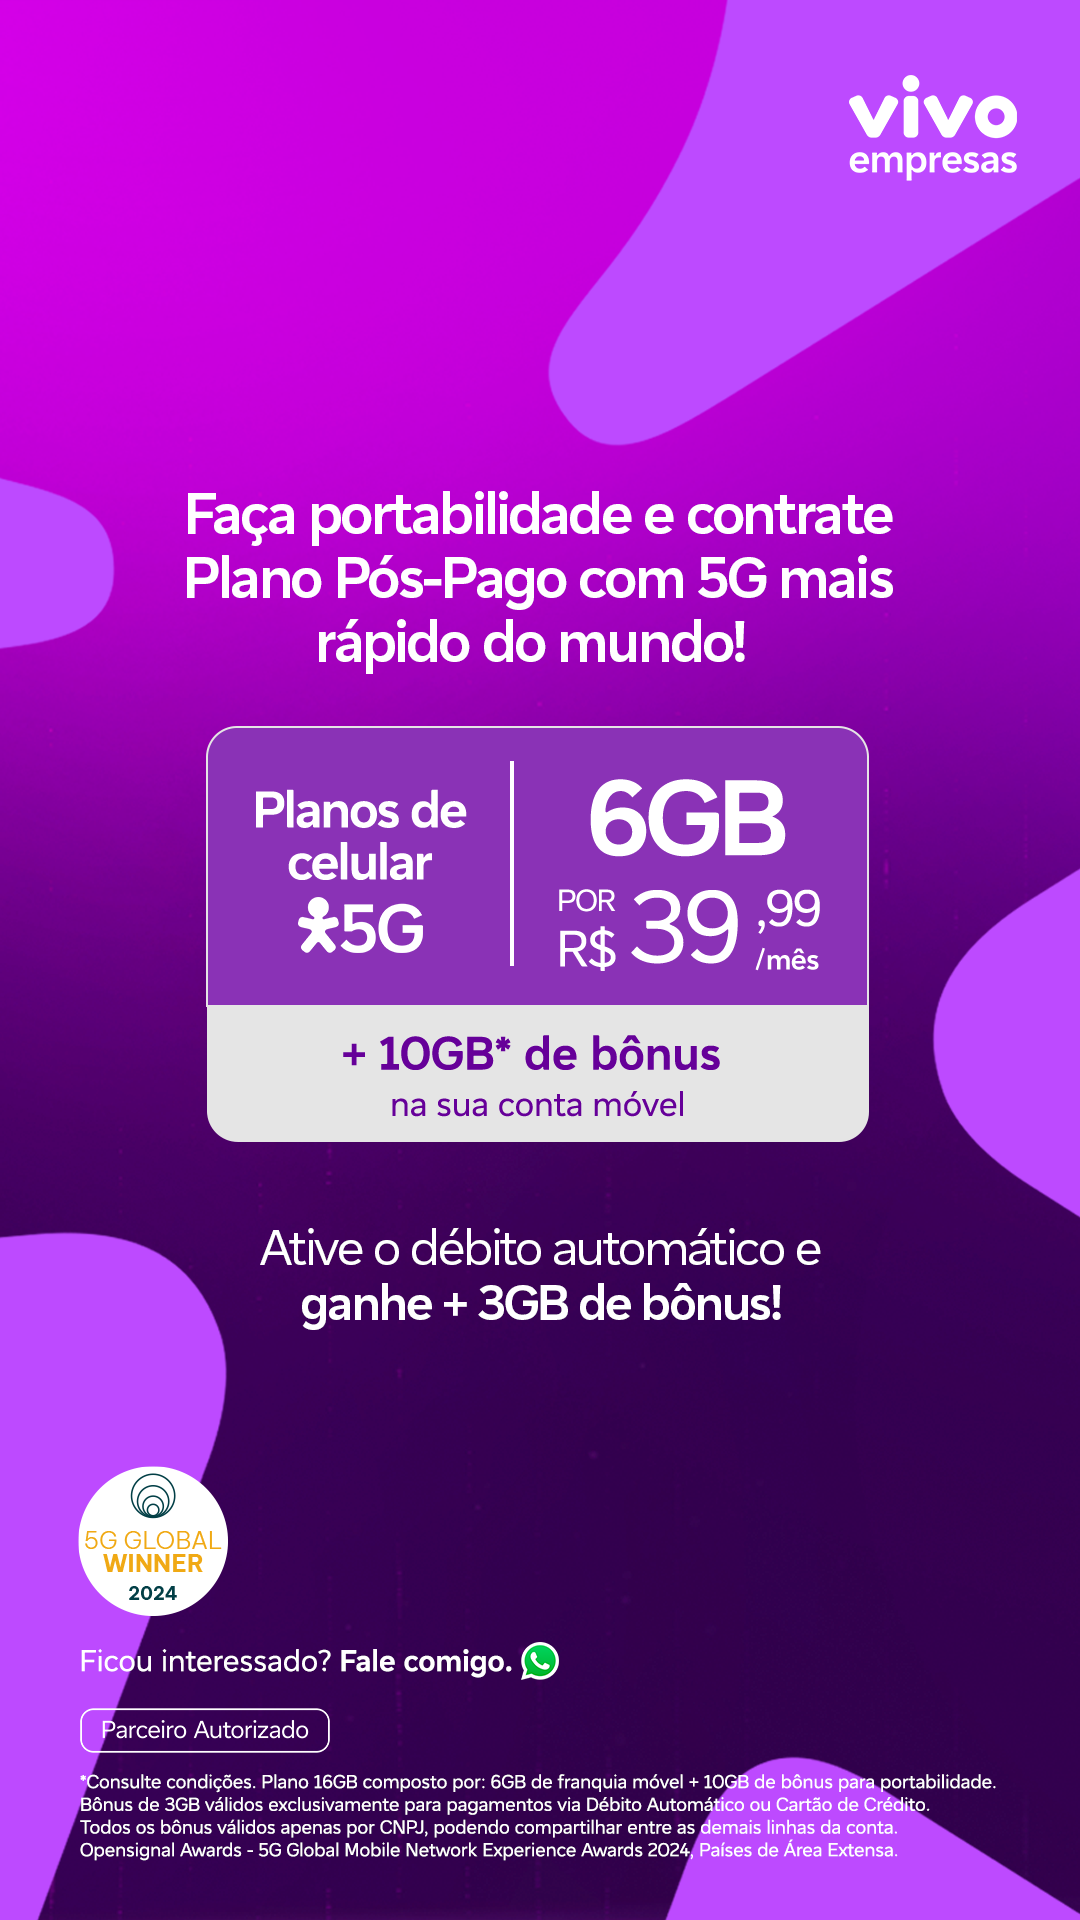 vivo
empresas
Faça portabilidade e contrate
Plano Pós-Pago com 5G mais
rápido do mundo!
Planos de
celular
5G
6GB
POR
R$ 39,99
/mês
+ 10GB* de bônus
na sua conta móvel
Ative o débito automático e
ganhe + 3GB de bônus!
5G GLOBAL
WINNER
2024
Ficou interessado? Fale comigo.
Parceiro Autorizado
*Consulte condições. Plano 16GB composto por: 6GB de franquia móvel + 10GB de bônus para portabilidade.
Bônus de 3GB válidos exclusivamente para pagamentos via Débito Automático ou Cartão de Crédito.
Todos os bônus válidos apenas por CNPJ, podendo compartilhar entre as demais linhas da conta.
Opensignal Awards - 5G Global Mobile Network Experience Awards 2024, Países de Área Extensa.